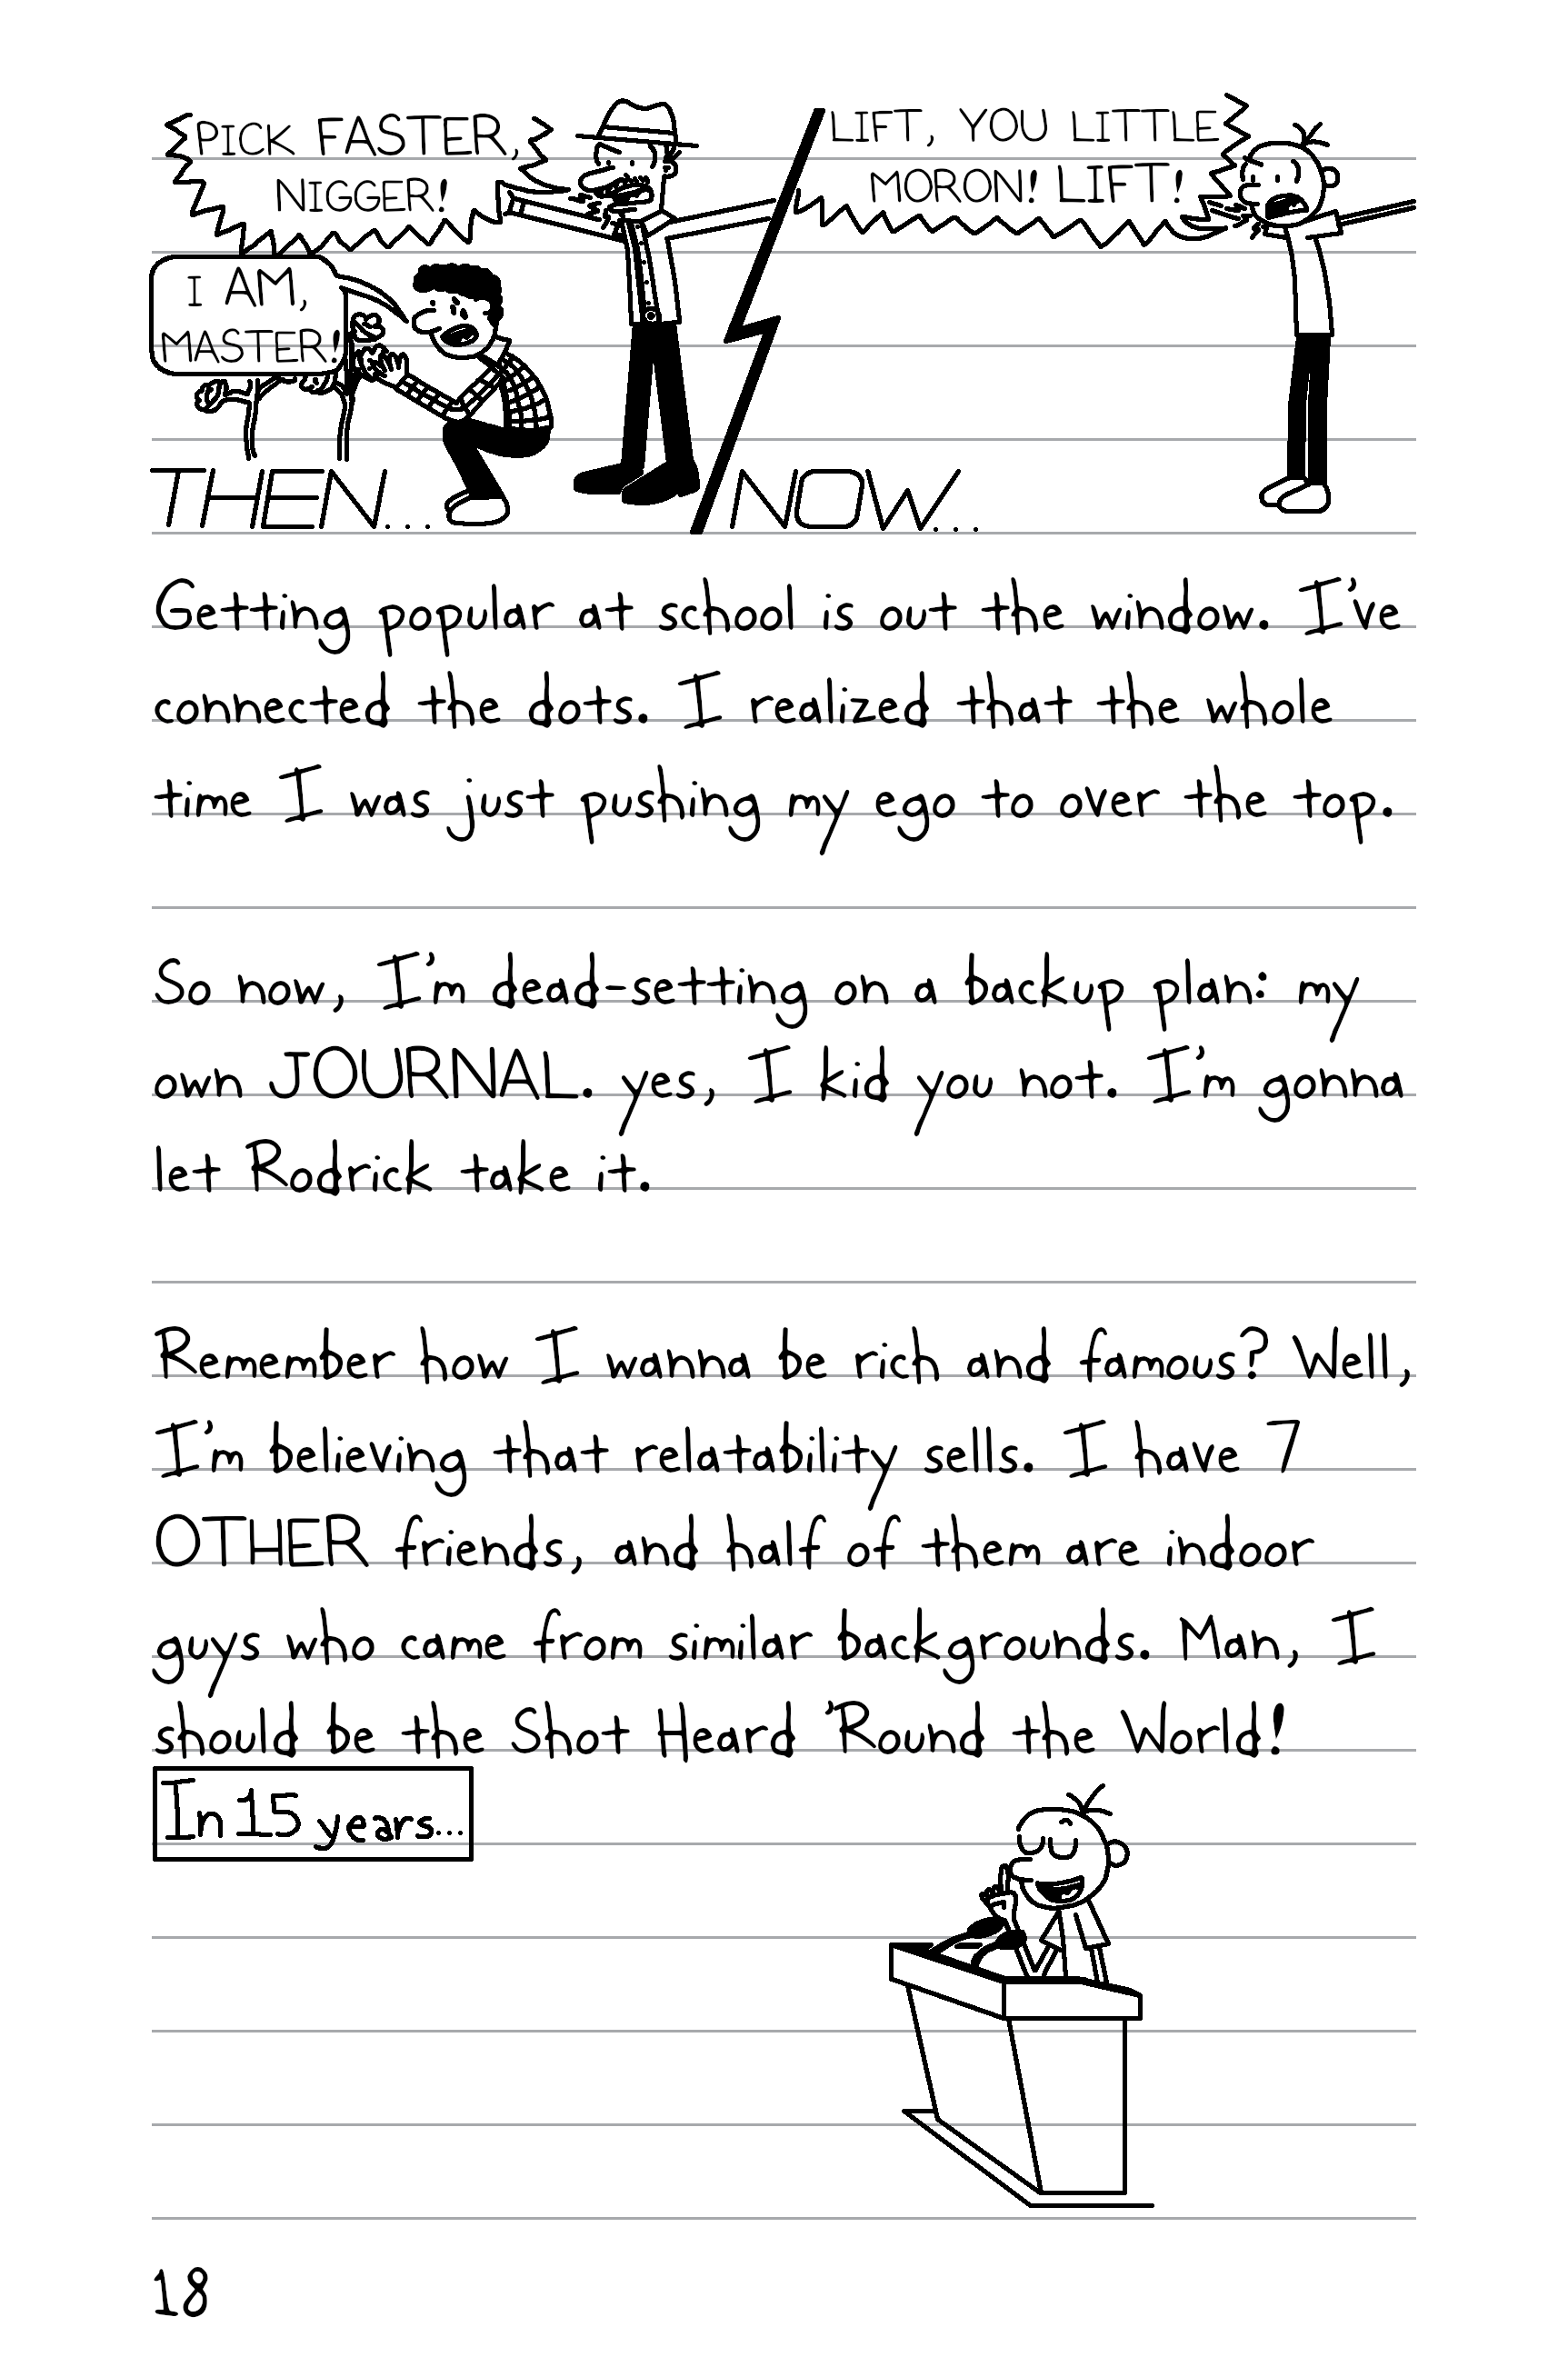 PICK FASTER,
NIGGER!
I AM,
MASTER!
THEN...
LIFT, YOU LITTLE
MORON! LIFT!
NOW...
Getting popular at school is out the window. I've
connected the dots. I realized that the whole
time I was just pushing my ego to over the top.
So now, I'm dead-setting on a backup plan: my
own JOURNAL. yes, I kid you not. I'm gonna
let Rodrick take it.
Remember how I wanna be rich and famous? Well,
I'm believing that relatability sells. I have 7
OTHER friends, and half of them are indoor
guys who came from similar backgrounds. Man, I
should be the Shot Heard 'Round the World!
In 15 years...
18